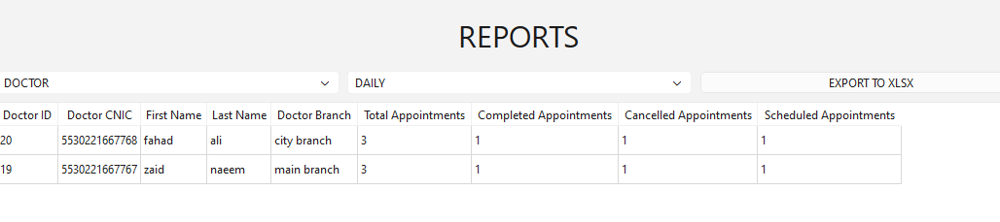 REPORTS
DOCTOR DAILY EXPORT TO XLSX
Doctor ID Doctor CNIC First Name Last Name Doctor Branch Total Appointments Completed Appointments Cancelled Appointments Scheduled Appointments
20 5530221667768 fahad ali city branch 3 1 1 1
19 5530221667767 zaid naeem main branch 3 1 1 1